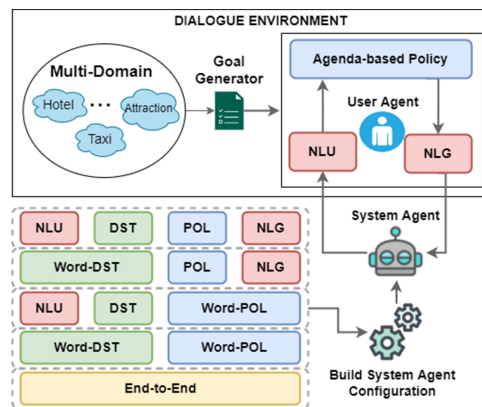 DIALOGUE ENVIRONMENT
Multi-Domain
Hotel
...
Attraction
Taxi
Goal
Generator
Agenda-based Policy
User Agent
NLU
NLG
System Agent
NLU DST POL NLG
Word-DST POL NLG
NLU DST Word-POL
Word-DST Word-POL
End-to-End
Build System Agent
Configuration